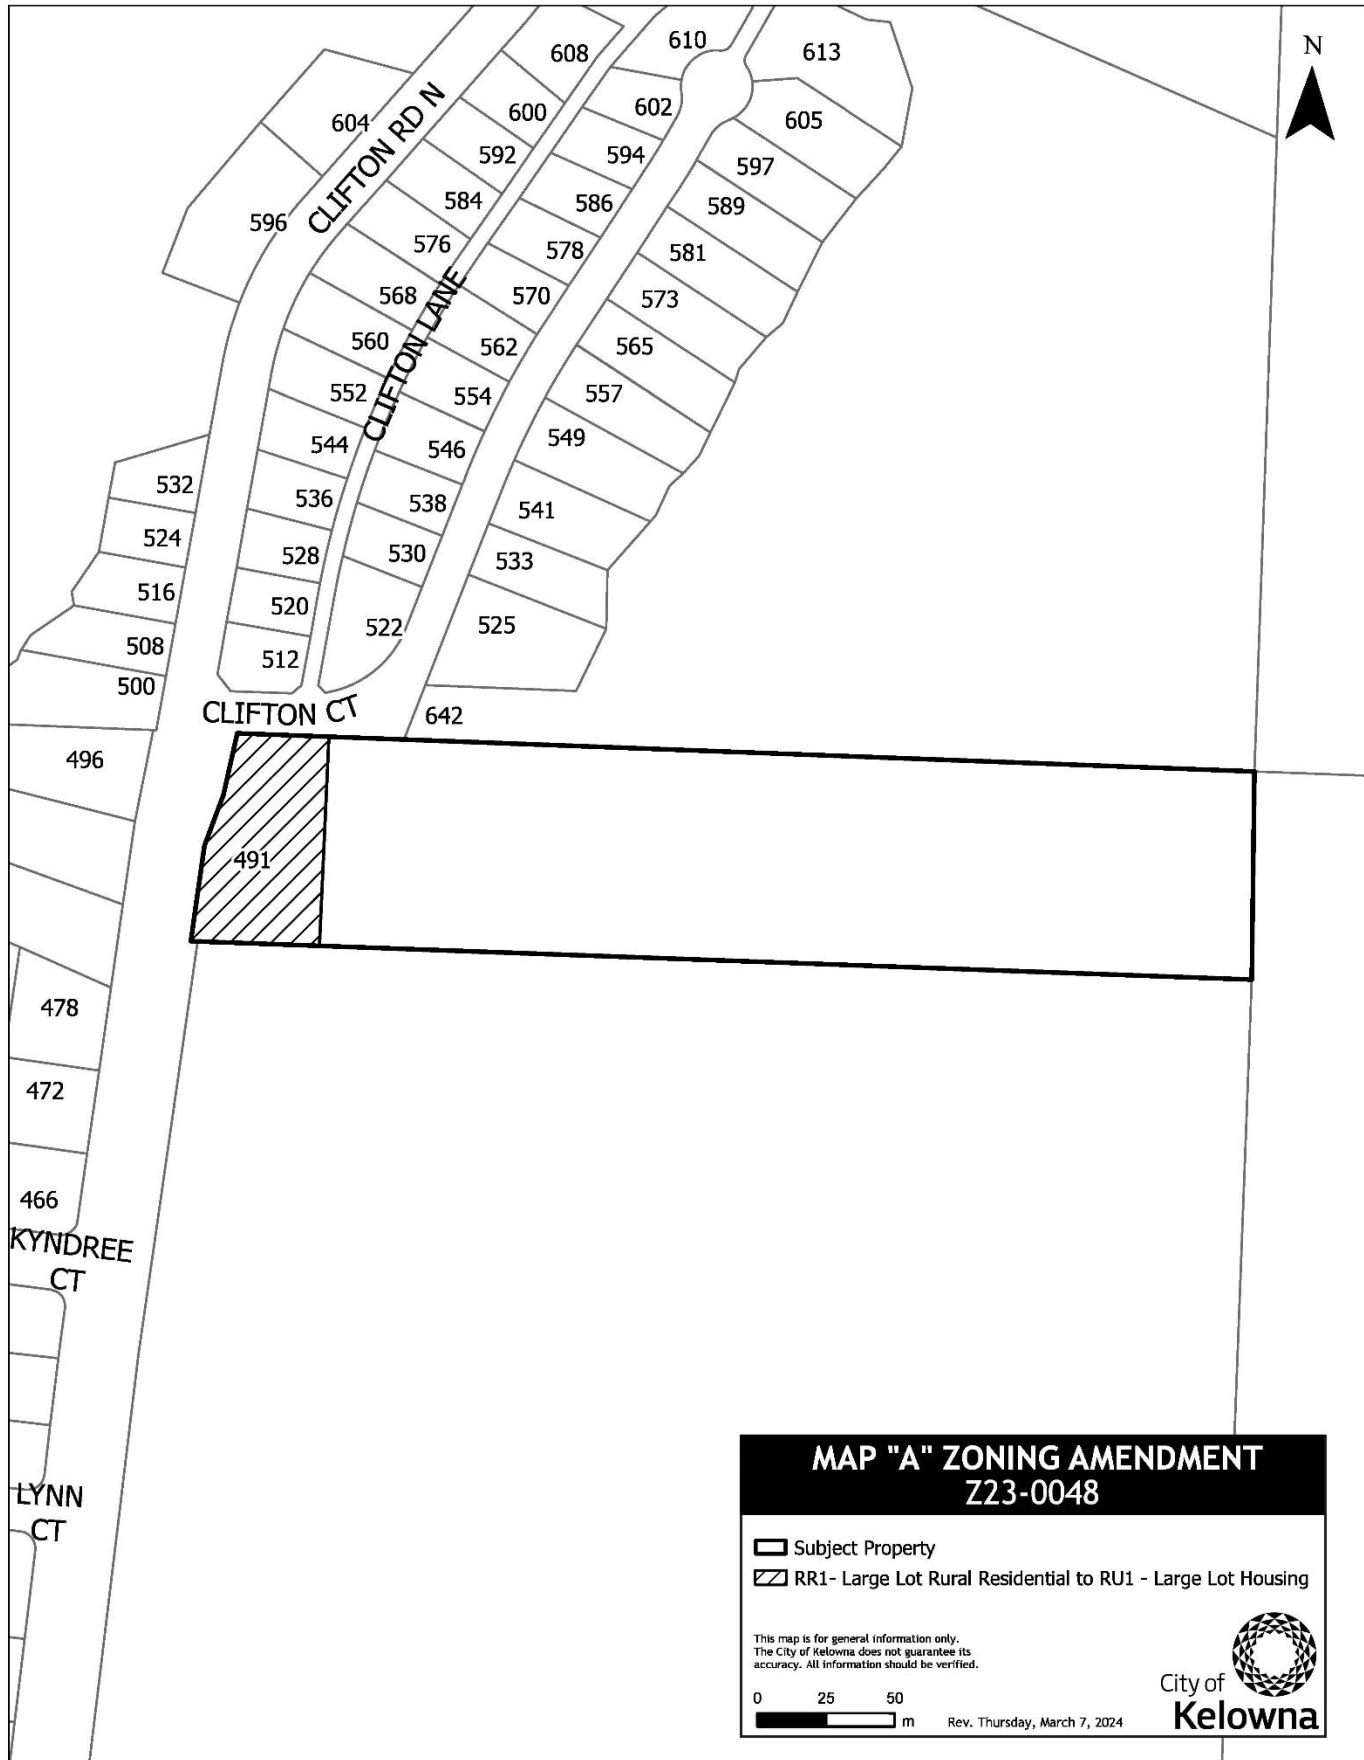 N
610
613
608
604
CLIFTON RD N
600
602
605
592
594
597
584
586
589
596
576
578
581
568
CLIFTON LANE
570
573
560
562
565
552
554
557
544
546
549
532
536
538
541
524
528
530
533
516
520
522
525
508
512
500
CLIFTON CT
642
496
491
478
472
466
KYNDREE
CT
LYNN
CT
MAP "A" ZONING AMENDMENT
Z23-0048
Subject Property
RR1- Large Lot Rural Residential to RU1 - Large Lot Housing
This map is for general information only.
The City of Kelowna does not guarantee its
accuracy. All information should be verified.
0 25 50
m
Rev. Thursday, March 7, 2024
City of
Kelowna